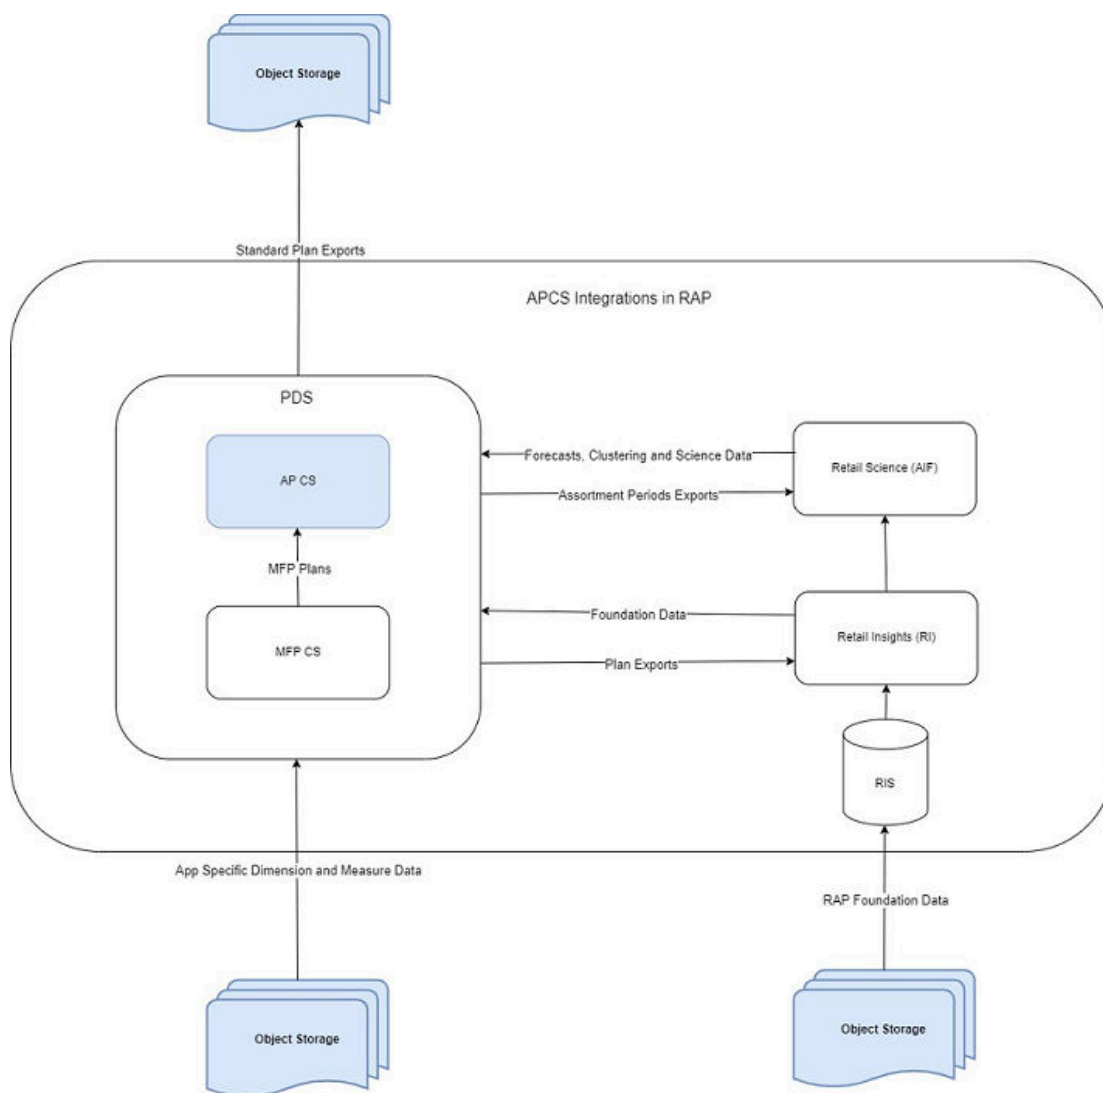 Object Storage
Standard Plan Exports
APCS Integrations in RAP
PDS
AP CS
Forecasts, Clustering and Science Data
Retail Science (AIF)
Assortment Periods Exports
MFP Plans
Foundation Data
Retail Insights (RI)
MFP CS
Plan Exports
RIS
App Specific Dimension and Measure Data
RAP Foundation Data
Object Storage
Object Storage